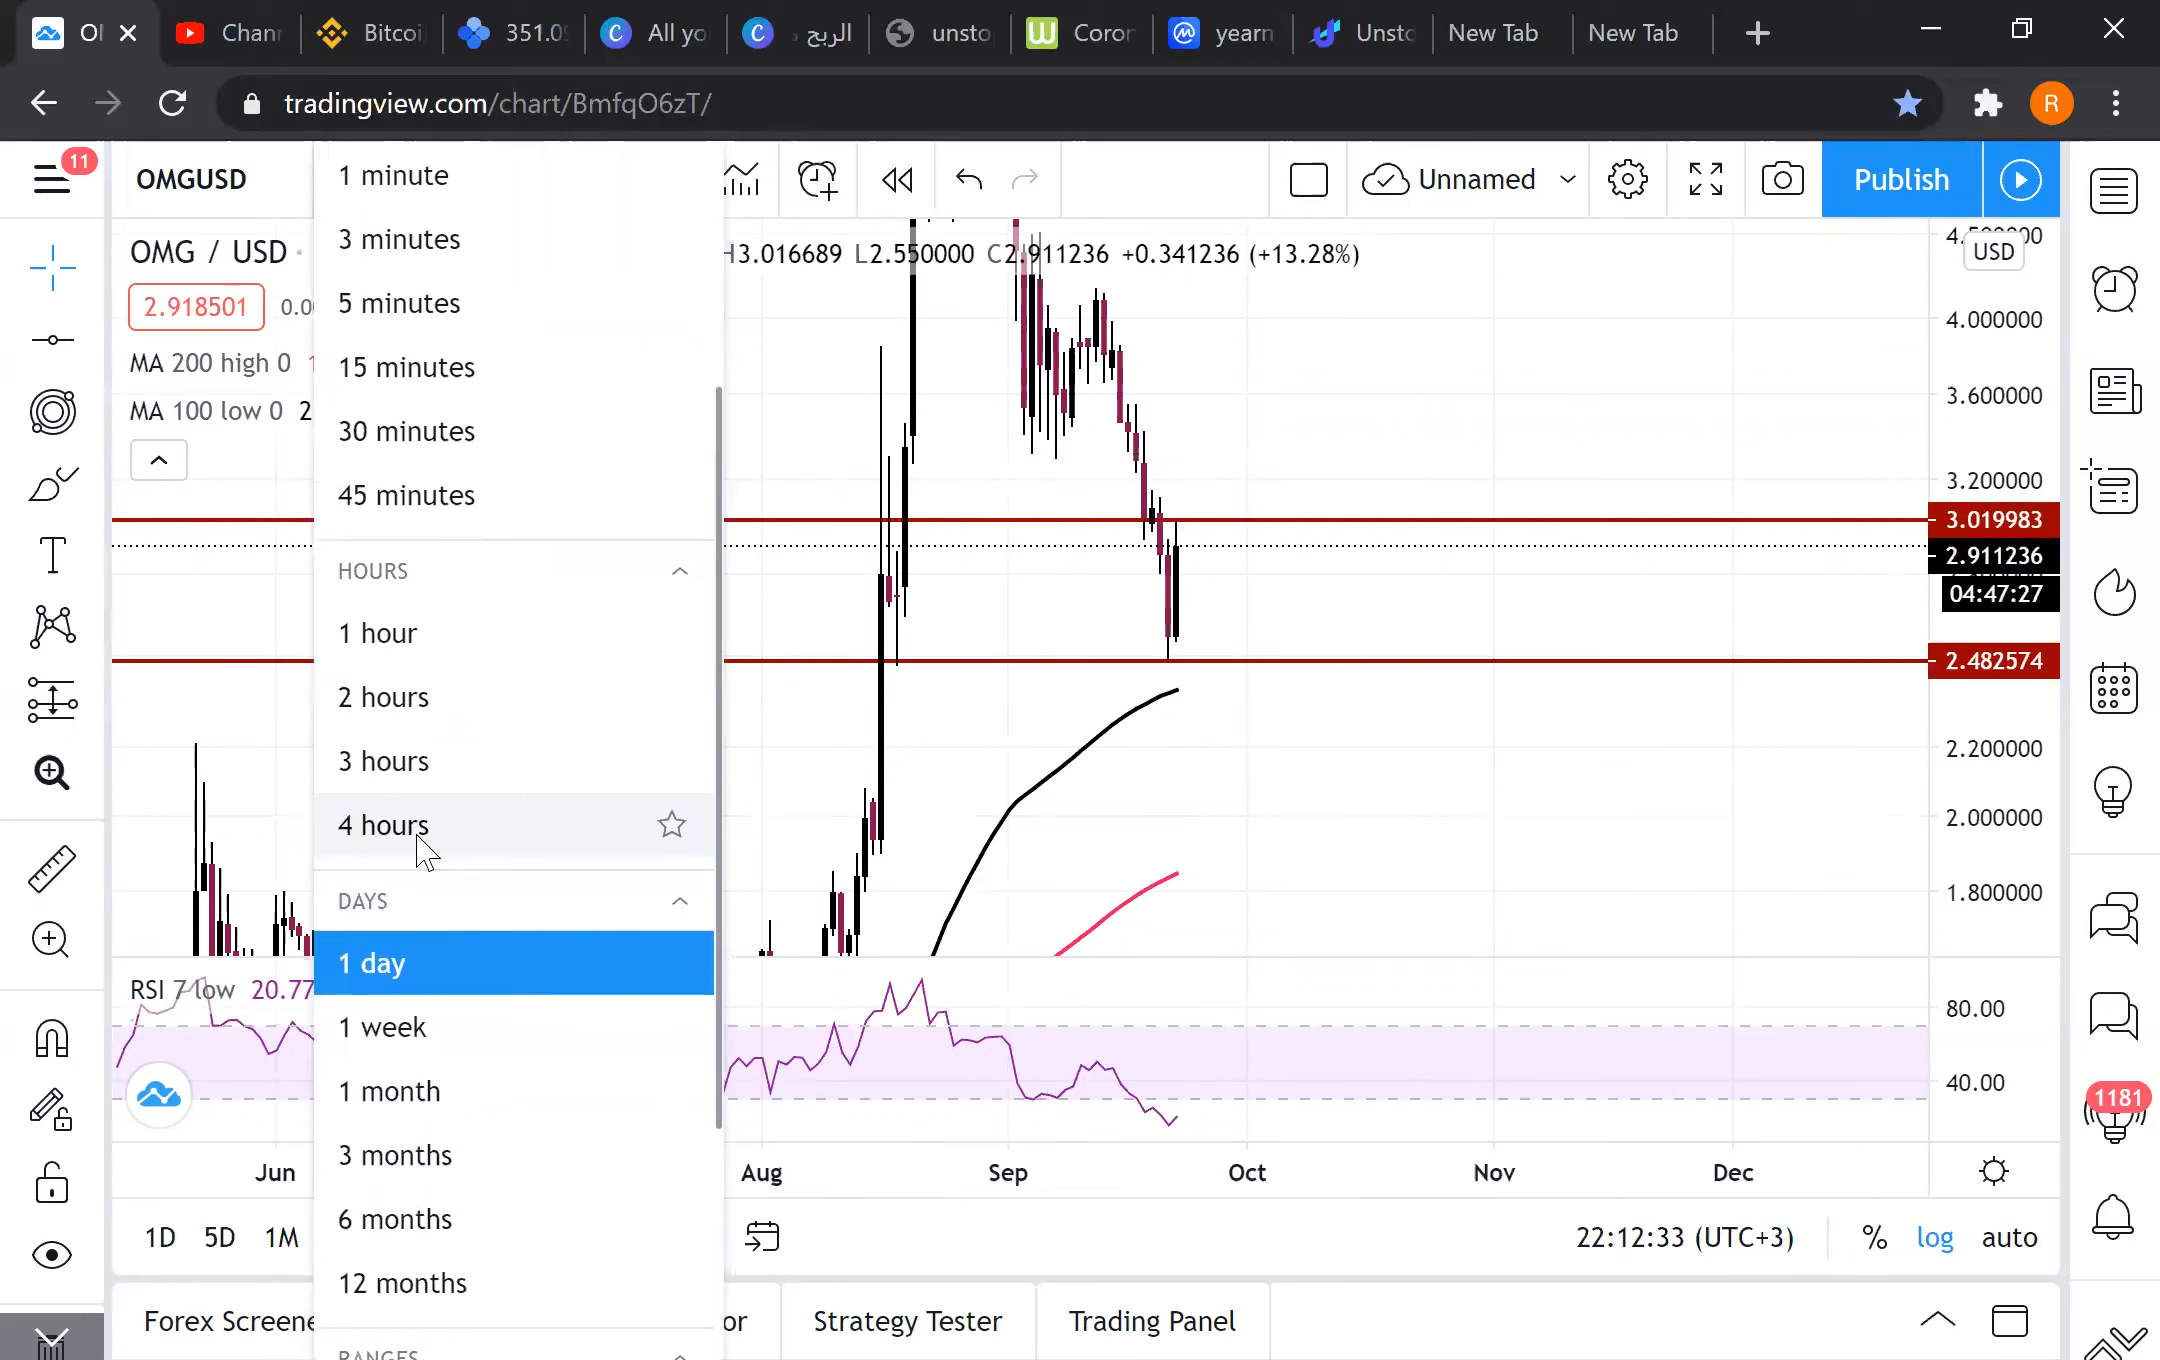 Ol
Chan
Bitcoi
351.09
All yo
الربح
unsto
Coror
yearn
Unsto
New Tab
New Tab
tradingview.com/chart/BmfqO6zT/
R
11
OMGUSD
Unnamed
Publish
OMG / USD
H3.016689 L2.550000 C2.911236 +0.341236 (+13.28%)
2.918501 0.0
MA 200 high 0
MA 100 low 0 2
1 minute
3 minutes
5 minutes
15 minutes
30 minutes
45 minutes
HOURS
1 hour
2 hours
3 hours
4 hours
DAYS
1 day
1 week
1 month
3 months
6 months
12 months
RANGES
USD
4.500000
4.000000
3.600000
3.200000
3.019983
2.911236
04:47:27
2.482574
2.200000
2.000000
1.800000
RSI 7 low 20.77
80.00
40.00
1181
Jun Aug Sep Oct Nov Dec
1D 5D 1M
22:12:33 (UTC+3) % log auto
Forex Screene
or
Strategy Tester
Trading Panel